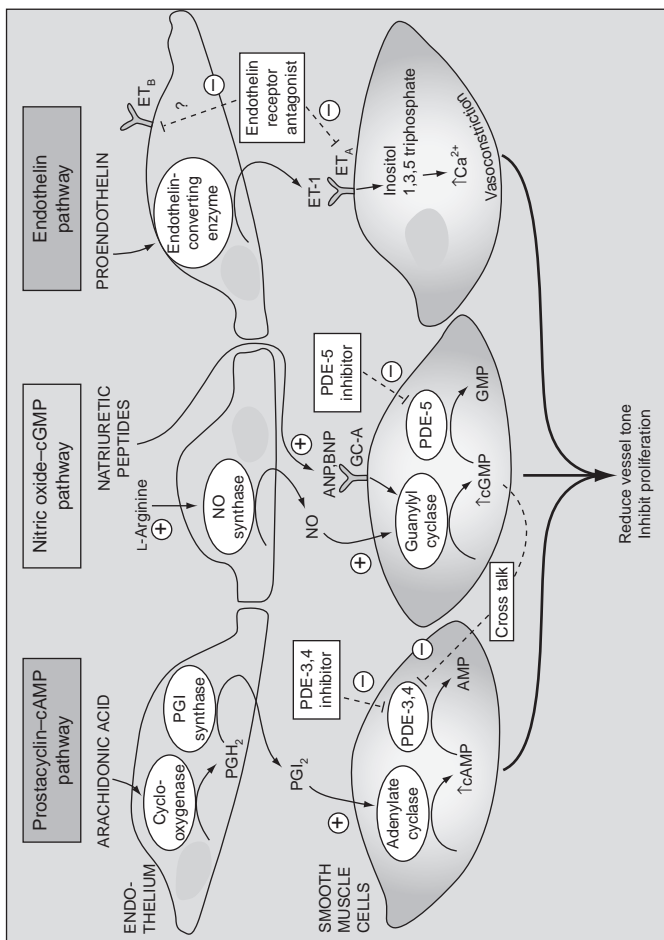 Prostacyclin–cAMP
pathway
Nitric oxide–cGMP
pathway
Endothelin
pathway
ARACHIDONIC ACID
NATRIURETIC
PEPTIDES
L-Arginine
PROENDOTHELIN
ENDO-
THELIUM
Cyclo-
oxygenase
PGI
synthase
PGH2
+
NO
synthase
Endothelin-
converting
enzyme
ETB
?
−
PGI2
+
PDE-3,4
inhibitor
−
NO
+
+
ANP,BNP
GC-A
PDE-5
inhibitor
−
Endothelin
receptor
antagonist
−
ET-1
ETA
SMOOTH
MUSCLE
CELLS
Adenylate
cyclase
PDE-3,4
−
↑cAMP
AMP
Guanylyl
cyclase
PDE-5
↑cGMP
GMP
Inositol
1,3,5 triphosphate
↑Ca2+
Vasoconstriction
Cross talk
Reduce vessel tone
Inhibit proliferation